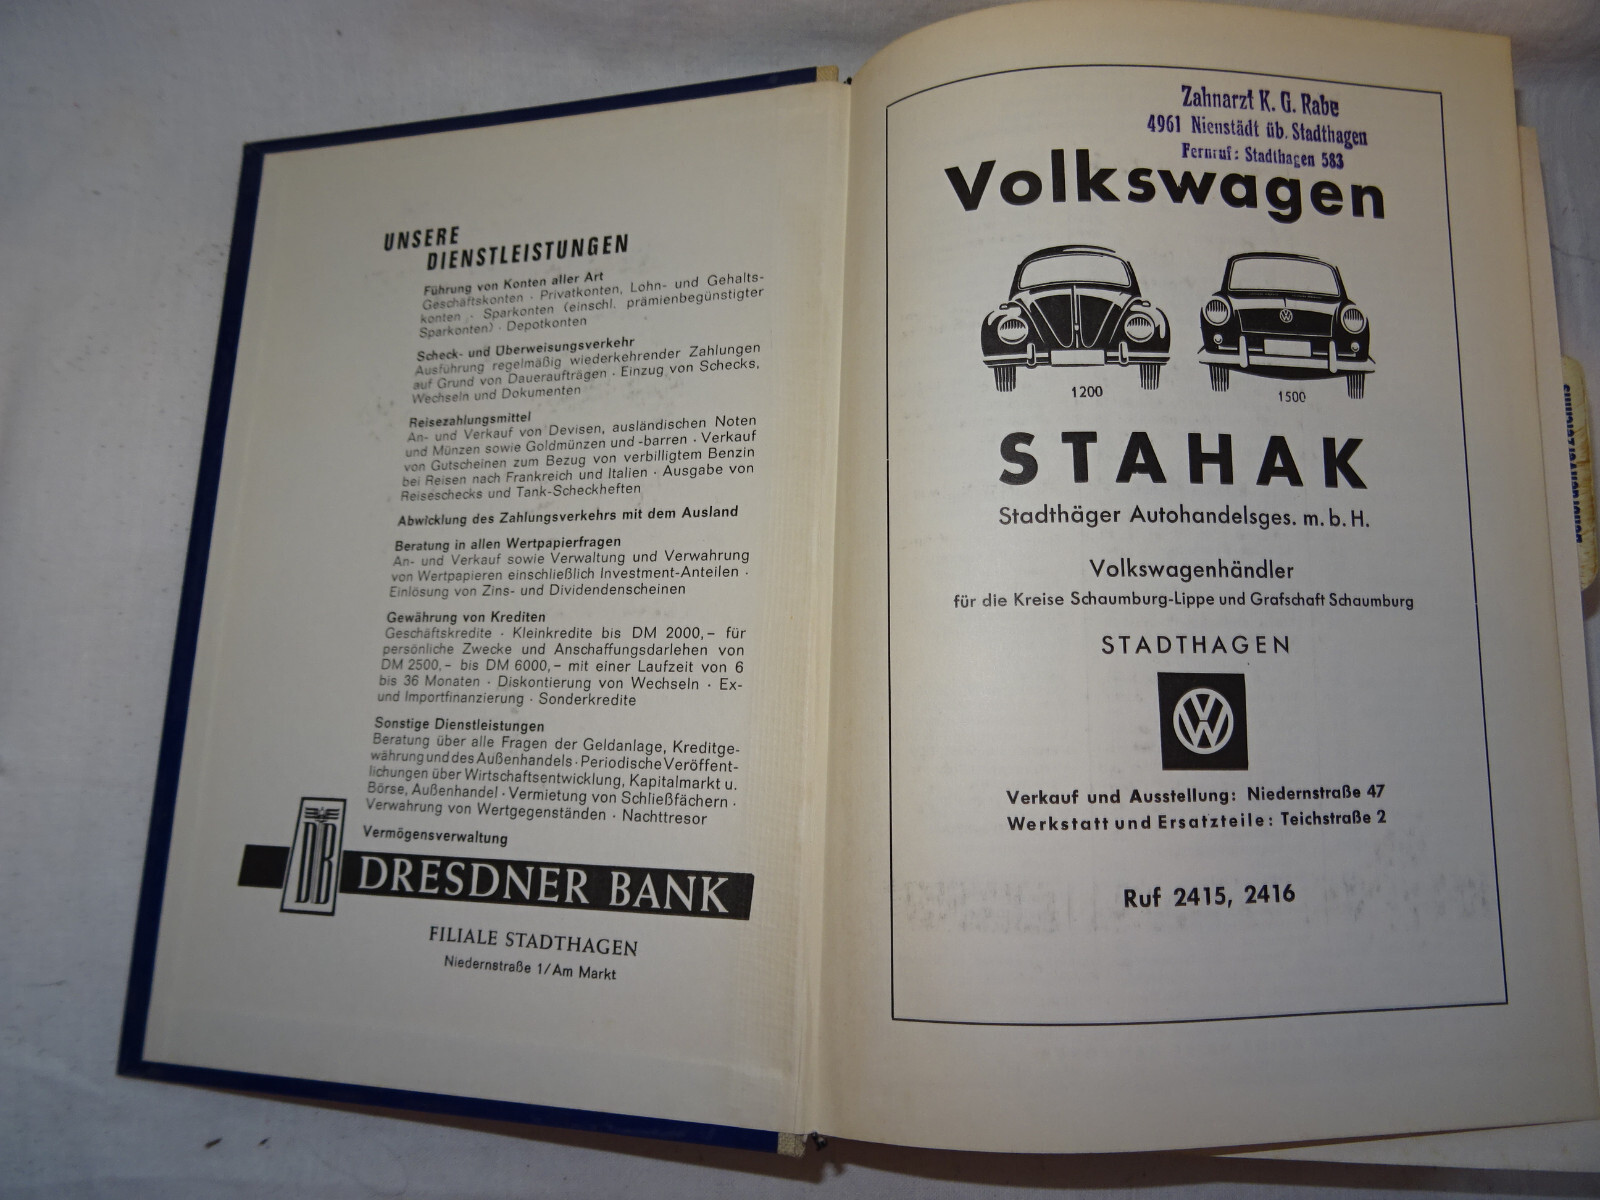 UNSERE
DIENSTLEISTUNGEN
Führung von Konten aller Art
Geschäftskonten · Privatkonten, Lohn- und Gehalts-
konten · Sparkonten (einschl. prämienbegünstigter
Sparkonten) · Depotkonten
Scheck- und Überweisungsverkehr
Ausführung regelmäßig wiederkehrender Zahlungen
auf Grund von Daueraufträgen · Einzug von Schecks,
Wechseln und Dokumenten
Reisezahlungsmittel
An- und Verkauf von Devisen, ausländischen Noten
und Münzen sowie Goldmünzen und -barren · Verkauf
von Gutscheinen zum Bezug von verbilligtem Benzin
bei Reisen nach Frankreich und Italien · Ausgabe von
Reiseschecks und Tank-Scheckheften
Abwicklung des Zahlungsverkehrs mit dem Ausland
Beratung in allen Wertpapierfragen
An- und Verkauf sowie Verwaltung und Verwahrung
von Wertpapieren einschließlich Investment-Anteilen ·
Einlösung von Zins- und Dividendenscheinen
Gewährung von Krediten
Geschäftskredite · Kleinkredite bis DM 2000,– für
persönliche Zwecke und Anschaffungsdarlehen von
DM 2500,– bis DM 6000,– mit einer Laufzeit von 6
bis 36 Monaten · Diskontierung von Wechseln · Ex-
und Importfinanzierung · Sonderkredite
Sonstige Dienstleistungen
Beratung über alle Fragen der Geldanlage, Kreditge-
währung und des Außenhandels · Periodische Veröffent-
lichungen über Wirtschaftsentwicklung, Kapitalmarkt u.
Börse, Außenhandel · Vermietung von Schließfächern ·
Verwahrung von Wertgegenständen · Nachttresor
Vermögensverwaltung
DB
DRESDNER BANK
FILIALE STADTHAGEN
Niedernstraße 1/Am Markt
Zahnarzt K. G. Rabe
4961 Nienstädt üb. Stadthagen
Fernruf: Stadthagen 583
Volkswagen
1200
1500
STAHAK
Stadthäger Autohandelsges. m. b. H.
Volkswagenhändler
für die Kreise Schaumburg-Lippe und Grafschaft Schaumburg
STADTHAGEN
VW
Verkauf und Ausstellung: Niedernstraße 47
Werkstatt und Ersatzteile: Teichstraße 2
Ruf 2415, 2416